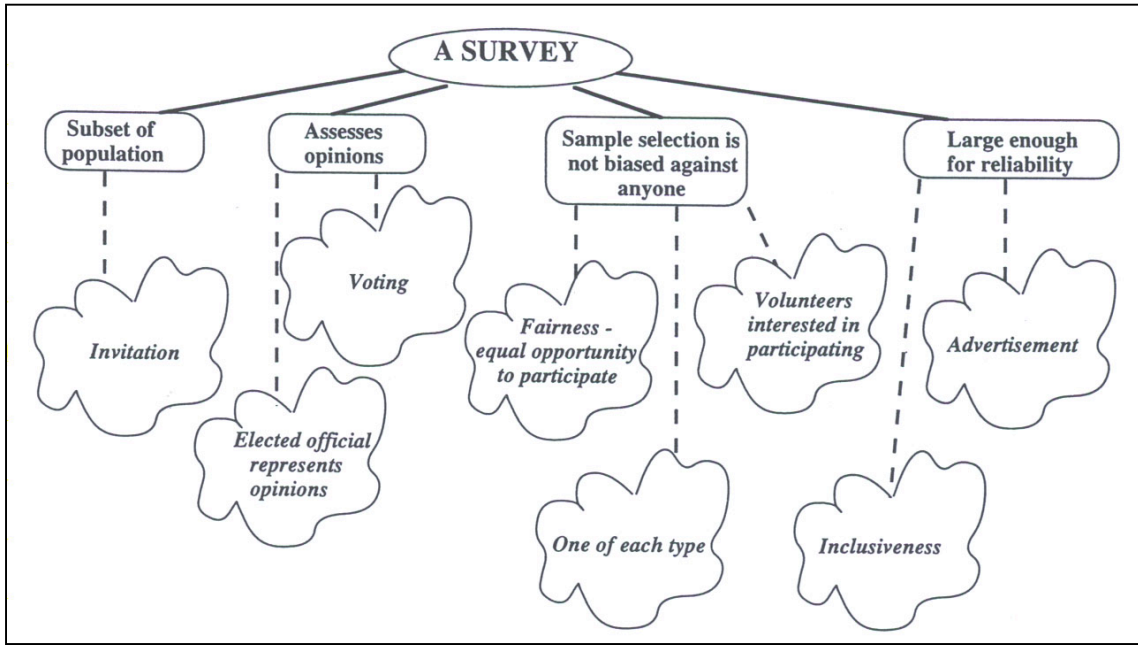 A SURVEY
Subset of
population
Assesses
opinions
Sample selection is
not biased against
anyone
Large enough
for reliability
Invitation
Voting
Elected official
represents
opinions
Fairness -
equal opportunity
to participate
One of each type
Volunteers
interested in
participating
Inclusiveness
Advertisement